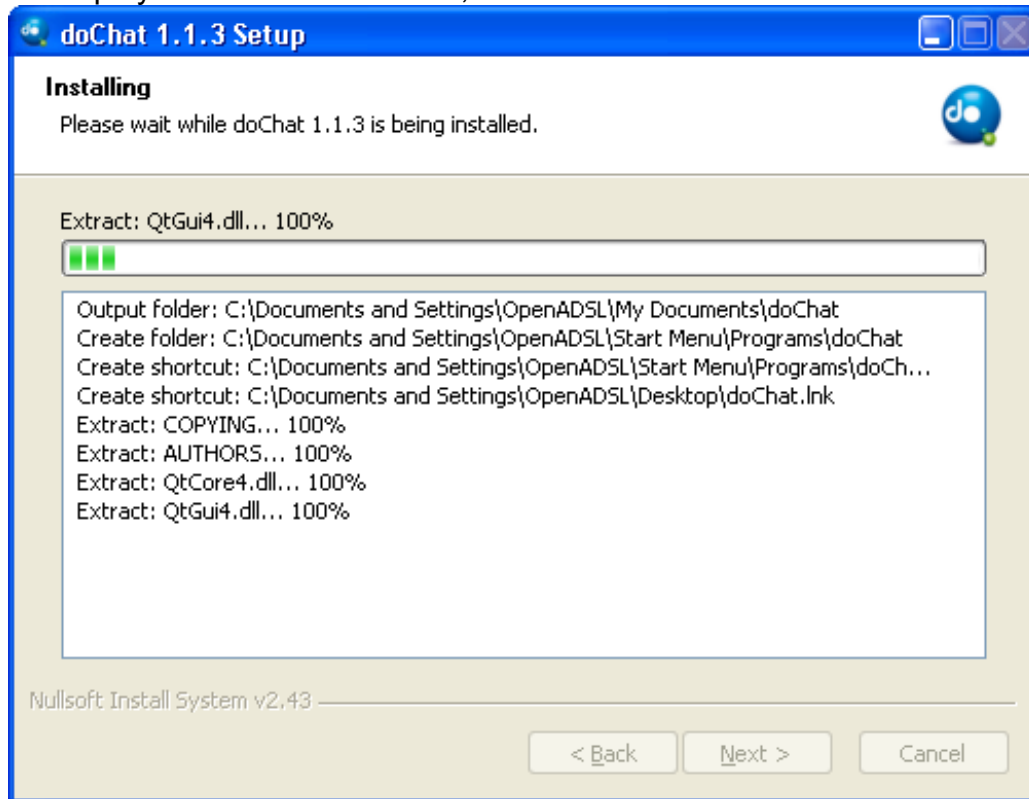 doChat 1.1.3 Setup
Installing
Please wait while doChat 1.1.3 is being installed.
do
Extract: QtGui4.dll... 100%
Output folder: C:\Documents and Settings\OpenADSL\My Documents\doChat
Create folder: C:\Documents and Settings\OpenADSL\Start Menu\Programs\doChat
Create shortcut: C:\Documents and Settings\OpenADSL\Start Menu\Programs\doCh...
Create shortcut: C:\Documents and Settings\OpenADSL\Desktop\doChat.lnk
Extract: COPYING... 100%
Extract: AUTHORS... 100%
Extract: QtCore4.dll... 100%
Extract: QtGui4.dll... 100%
Nullsoft Install System v2.43
< Back Next > Cancel